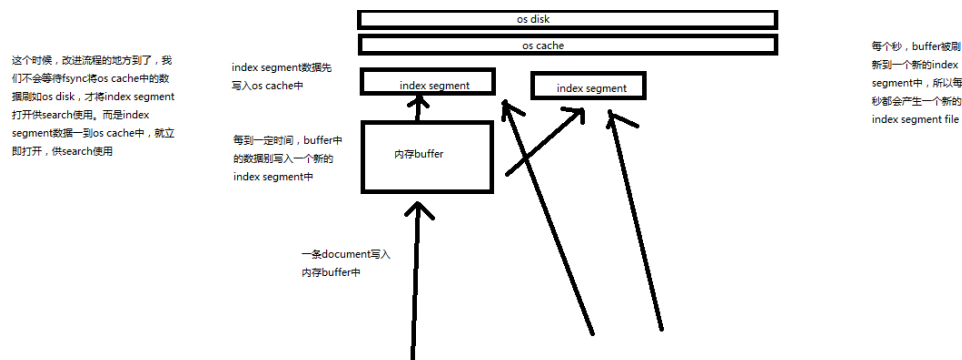 os disk
os cache
这个时候，改进流程的地方到了，我
们不会等待fsync将os cache中的数
据刷如os disk，才将index segment
打开供search使用。而是index
segment数据一到os cache中，就立
即打开，供search使用
index segment数据先
写入os cache中
index segment
index segment
每个秒，buffer被刷
新到一个新的index
segment中，所以每
秒都会产生一个新的
index segment file
每到一定时间，buffer中
的数据别写入一个新的
index segment中
内存buffer
一条document写入
内存buffer中